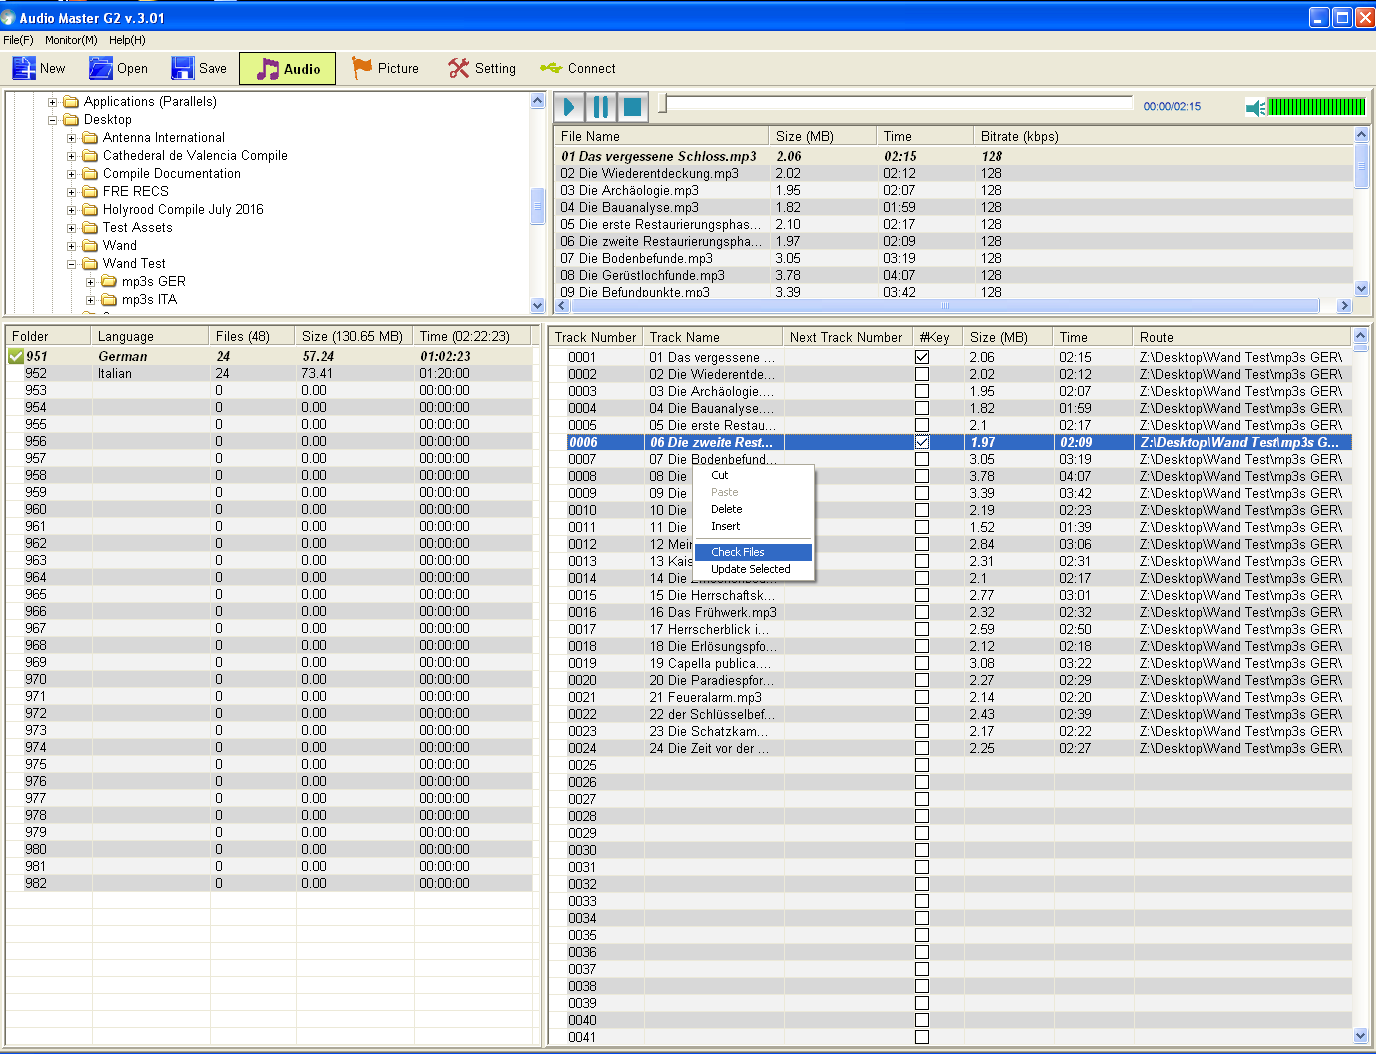 Audio Master G2 v.3.01
File(F) Monitor(M) Help(H)
New Open Save Audio Picture Setting Connect
Applications (Parallels)
Desktop
Antenna International
Cathederal de Valencia Compile
Compile Documentation
FRE RECS
Holyrood Compile July 2016
Test Assets
Wand
Wand Test
mp3s GER
mp3s ITA
00:00/02:15
File Name Size (MB) Time Bitrate (kbps)
01 Das vergessene Schloss.mp3 2.06 02:15 128
02 Die Wiederentdeckung.mp3 2.02 02:12 128
03 Die Archäologie.mp3 1.95 02:07 128
04 Die Bauanalyse.mp3 1.82 01:59 128
05 Die erste Restaurierungsphas... 2.10 02:17 128
06 Die zweite Restaurierungspha... 1.97 02:09 128
07 Die Bodenbefunde.mp3 3.05 03:19 128
08 Die Gerüstlochfunde.mp3 3.78 04:07 128
09 Die Befundpunkte.mp3 3.39 03:42 128
Folder Language Files (48) Size (130.65 MB) Time (02:22:23)
951 German 24 57.24 01:02:23
952 Italian 24 73.41 01:20:00
953 0 0.00 00:00:00
954 0 0.00 00:00:00
955 0 0.00 00:00:00
956 0 0.00 00:00:00
957 0 0.00 00:00:00
958 0 0.00 00:00:00
959 0 0.00 00:00:00
960 0 0.00 00:00:00
961 0 0.00 00:00:00
962 0 0.00 00:00:00
963 0 0.00 00:00:00
964 0 0.00 00:00:00
965 0 0.00 00:00:00
966 0 0.00 00:00:00
967 0 0.00 00:00:00
968 0 0.00 00:00:00
969 0 0.00 00:00:00
970 0 0.00 00:00:00
971 0 0.00 00:00:00
972 0 0.00 00:00:00
973 0 0.00 00:00:00
974 0 0.00 00:00:00
975 0 0.00 00:00:00
976 0 0.00 00:00:00
977 0 0.00 00:00:00
978 0 0.00 00:00:00
979 0 0.00 00:00:00
980 0 0.00 00:00:00
981 0 0.00 00:00:00
982 0 0.00 00:00:00
Track Number Track Name Next Track Number #Key Size (MB) Time Route
0001 01 Das vergessene ... 2.06 02:15 Z:\Desktop\Wand Test\mp3s GER\
0002 02 Die Wiederentde... 2.02 02:12 Z:\Desktop\Wand Test\mp3s GER\
0003 03 Die Archäologie.... 1.95 02:07 Z:\Desktop\Wand Test\mp3s GER\
0004 04 Die Bauanalyse.... 1.82 01:59 Z:\Desktop\Wand Test\mp3s GER\
0005 05 Die erste Restau... 2.1 02:17 Z:\Desktop\Wand Test\mp3s GER\
0006 06 Die zweite Rest... 1.97 02:09 Z:\Desktop\Wand Test\mp3s G...
0007 07 Die Bodenbefund... 3.05 03:19 Z:\Desktop\Wand Test\mp3s GER\
0008 08 Die 3.78 04:07 Z:\Desktop\Wand Test\mp3s GER\
0009 09 Die 3.39 03:42 Z:\Desktop\Wand Test\mp3s GER\
0010 10 Die 2.19 02:23 Z:\Desktop\Wand Test\mp3s GER\
0011 11 Die 1.52 01:39 Z:\Desktop\Wand Test\mp3s GER\
0012 12 Mei 2.84 03:06 Z:\Desktop\Wand Test\mp3s GER\
0013 13 Kais 2.31 02:31 Z:\Desktop\Wand Test\mp3s GER\
0014 14 Die 2.1 02:17 Z:\Desktop\Wand Test\mp3s GER\
0015 15 Die Herrschaftsk... 2.77 03:01 Z:\Desktop\Wand Test\mp3s GER\
0016 16 Das Frühwerk.mp3 2.32 02:32 Z:\Desktop\Wand Test\mp3s GER\
0017 17 Herrscherblick i... 2.59 02:50 Z:\Desktop\Wand Test\mp3s GER\
0018 18 Die Erlösungspfo... 2.12 02:18 Z:\Desktop\Wand Test\mp3s GER\
0019 19 Capella publica.... 3.08 03:22 Z:\Desktop\Wand Test\mp3s GER\
0020 20 Die Paradiespfor... 2.27 02:29 Z:\Desktop\Wand Test\mp3s GER\
0021 21 Feueralarm.mp3 2.14 02:20 Z:\Desktop\Wand Test\mp3s GER\
0022 22 der Schlüsselbef... 2.43 02:39 Z:\Desktop\Wand Test\mp3s GER\
0023 23 Die Schatzkam... 2.17 02:22 Z:\Desktop\Wand Test\mp3s GER\
0024 24 Die Zeit vor der ... 2.25 02:27 Z:\Desktop\Wand Test\mp3s GER\
0025
0026
0027
0028
0029
0030
0031
0032
0033
0034
0035
0036
0037
0038
0039
0040
0041
Cut
Paste
Delete
Insert
Check Files
Update Selected